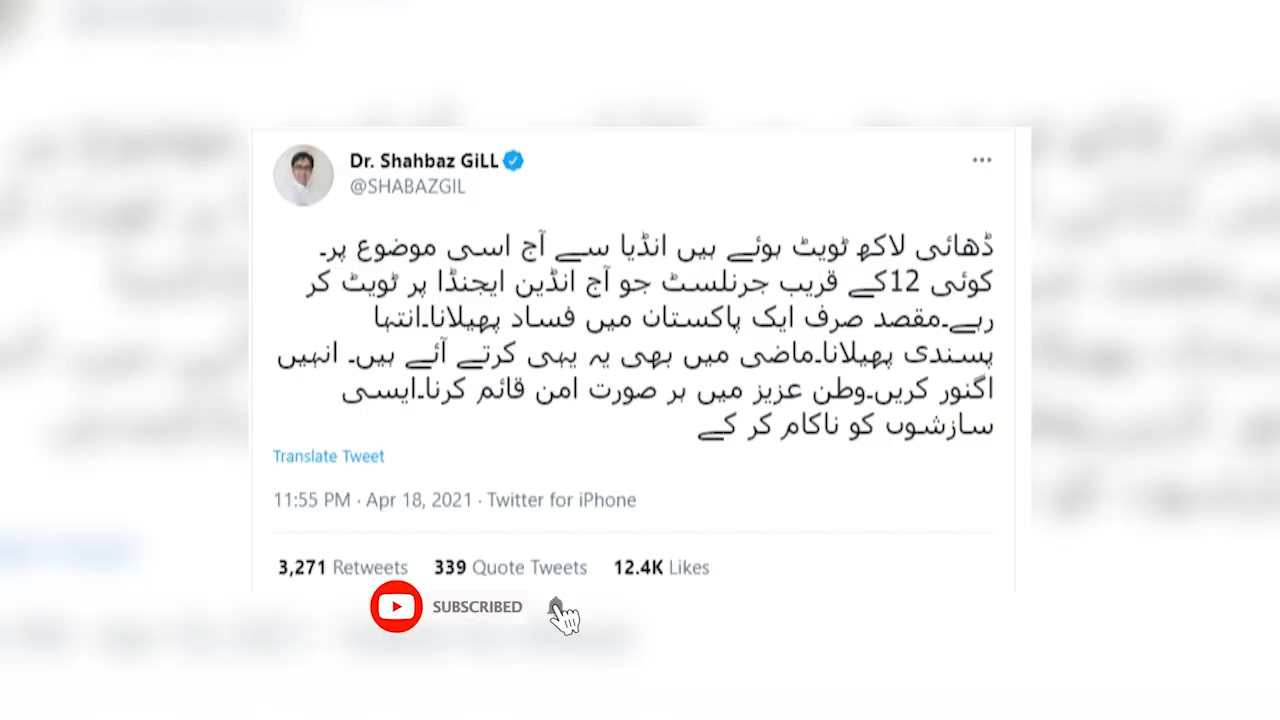 Dr. Shahbaz GiLL
@SHABAZGIL
ڈھائی لاکھ ٹویٹ ہوئے ہیں انڈیا سے آج اسی موضوع پر۔
کوئی 12کے قریب جرنلسٹ جو آج انڈین ایجنڈا پر ٹویٹ کر
رہے۔مقصد صرف ایک پاکستان میں فساد پھیلانا۔انتہا
پسندی پھیلانا۔ماضی میں بھی یہ یہی کرتے آئے ہیں۔ انہیں
اگنور کریں۔وطن عزیز میں ہر صورت امن قائم کرنا۔ایسی
سازشوں کو ناکام کر کے
Translate Tweet
11:55 PM · Apr 18, 2021 · Twitter for iPhone
3,271 Retweets 339 Quote Tweets 12.4K Likes
SUBSCRIBED